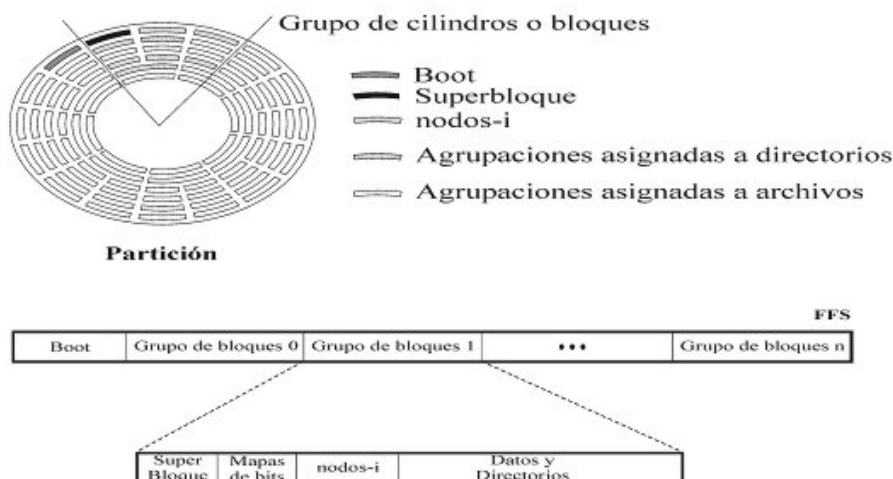 Grupo de cilindros o bloques
Boot
Superbloque
nodos-i
Agrupaciones asignadas a directorios
Agrupaciones asignadas a archivos
Partición
FFS
Boot Grupo de bloques 0 Grupo de bloques 1 ••• Grupo de bloques n
Super Mapas nodos-i Datos y
Bloque de bits Directorios